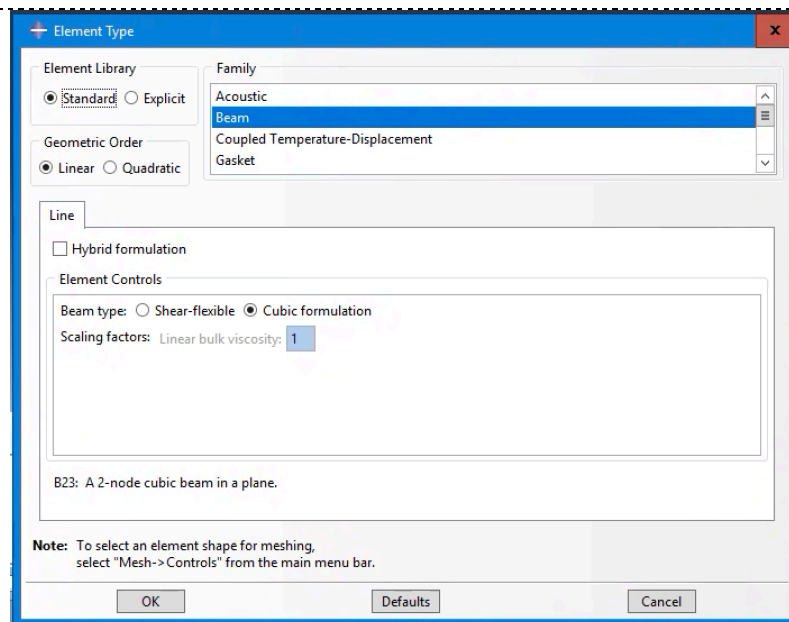 Element Type
x
Element Library
Standard Explicit
Geometric Order
Linear Quadratic
Family
Acoustic
Beam
Coupled Temperature-Displacement
Gasket
Line
Hybrid formulation
Element Controls
Beam type: Shear-flexible Cubic formulation
Scaling factors: Linear bulk viscosity: 1
B23: A 2-node cubic beam in a plane.
Note: To select an element shape for meshing,
select "Mesh->Controls" from the main menu bar.
OK Defaults Cancel